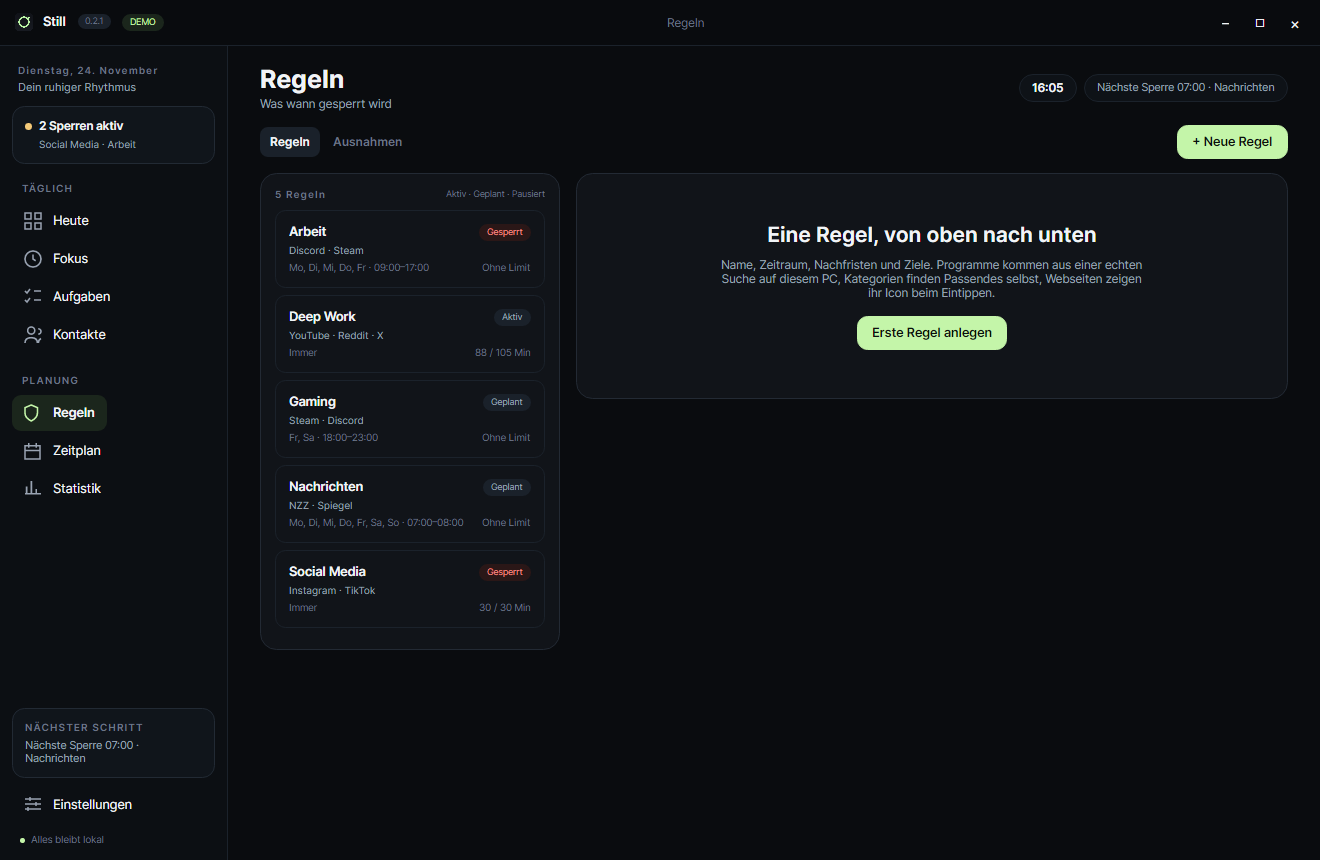 Still 0.2.1 DEMO
Regeln
Dienstag, 24. November
Dein ruhiger Rhythmus
2 Sperren aktiv
Social Media · Arbeit
TÄGLICH
Heute
Fokus
Aufgaben
Kontakte
PLANUNG
Regeln
Zeitplan
Statistik
NÄCHSTER SCHRITT
Nächste Sperre 07:00 ·
Nachrichten
Einstellungen
Alles bleibt lokal
Regeln
Was wann gesperrt wird
16:05
Nächste Sperre 07:00 · Nachrichten
Regeln Ausnahmen
+ Neue Regel
5 Regeln Aktiv · Geplant · Pausiert
Arbeit Gesperrt
Discord · Steam
Mo, Di, Mi, Do, Fr · 09:00–17:00 Ohne Limit
Deep Work Aktiv
YouTube · Reddit · X
Immer 88 / 105 Min
Gaming Geplant
Steam · Discord
Fr, Sa · 18:00–23:00 Ohne Limit
Nachrichten Geplant
NZZ · Spiegel
Mo, Di, Mi, Do, Fr, Sa, So · 07:00–08:00 Ohne Limit
Social Media Gesperrt
Instagram · TikTok
Immer 30 / 30 Min
Eine Regel, von oben nach unten
Name, Zeitraum, Nachfristen und Ziele. Programme kommen aus einer echten
Suche auf diesem PC, Kategorien finden Passendes selbst, Webseiten zeigen
ihr Icon beim Eintippen.
Erste Regel anlegen